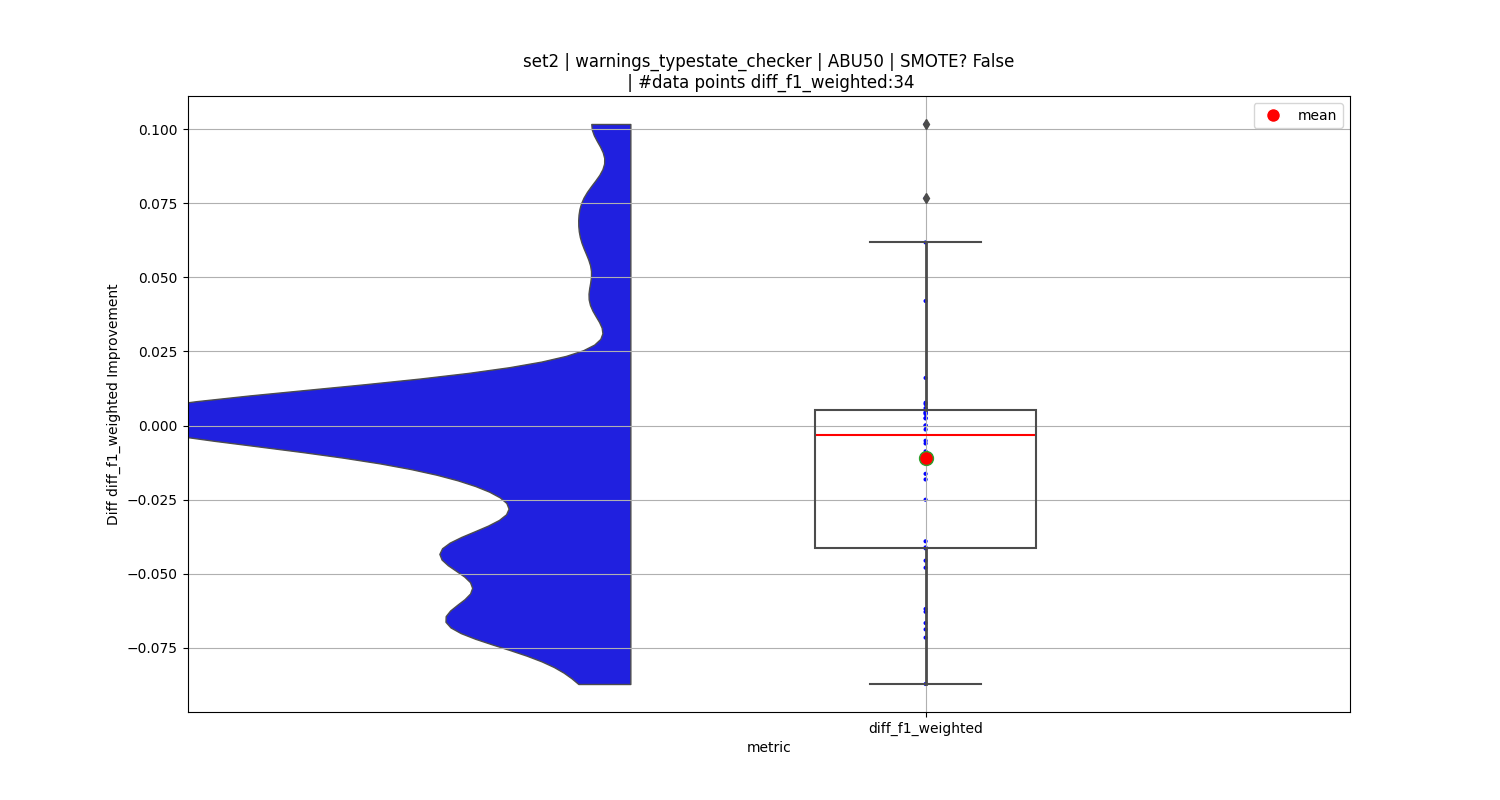 set2 | warnings_typestate_checker | ABU50 | SMOTE? False
| #data points diff_f1_weighted:34
mean
0.100
0.075
0.050
0.025
0.000
−0.025
−0.050
−0.075
Diff diff_f1_weighted Improvement
diff_f1_weighted
metric